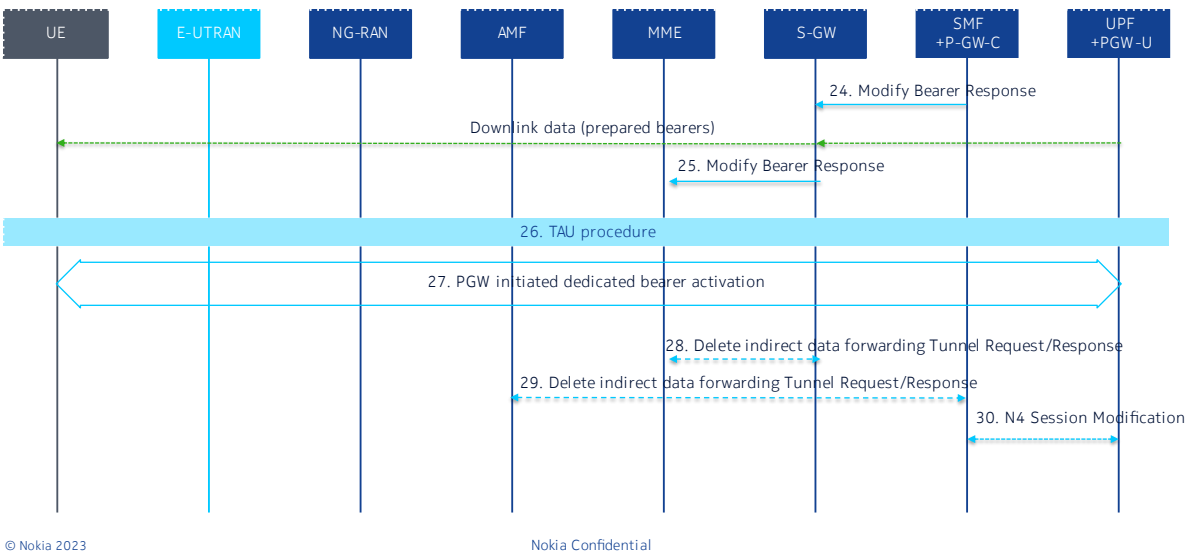 UE
E-UTRAN
NG-RAN
AMF
MME
S-GW
SMF
+P-GW-C
UPF
+PGW-U
24. Modify Bearer Response
Downlink data (prepared bearers)
25. Modify Bearer Response
26. TAU procedure
27. PGW initiated dedicated bearer activation
28. Delete indirect data forwarding Tunnel Request/Response
29. Delete indirect data forwarding Tunnel Request/Response
30. N4 Session Modification
© Nokia 2023
Nokia Confidential